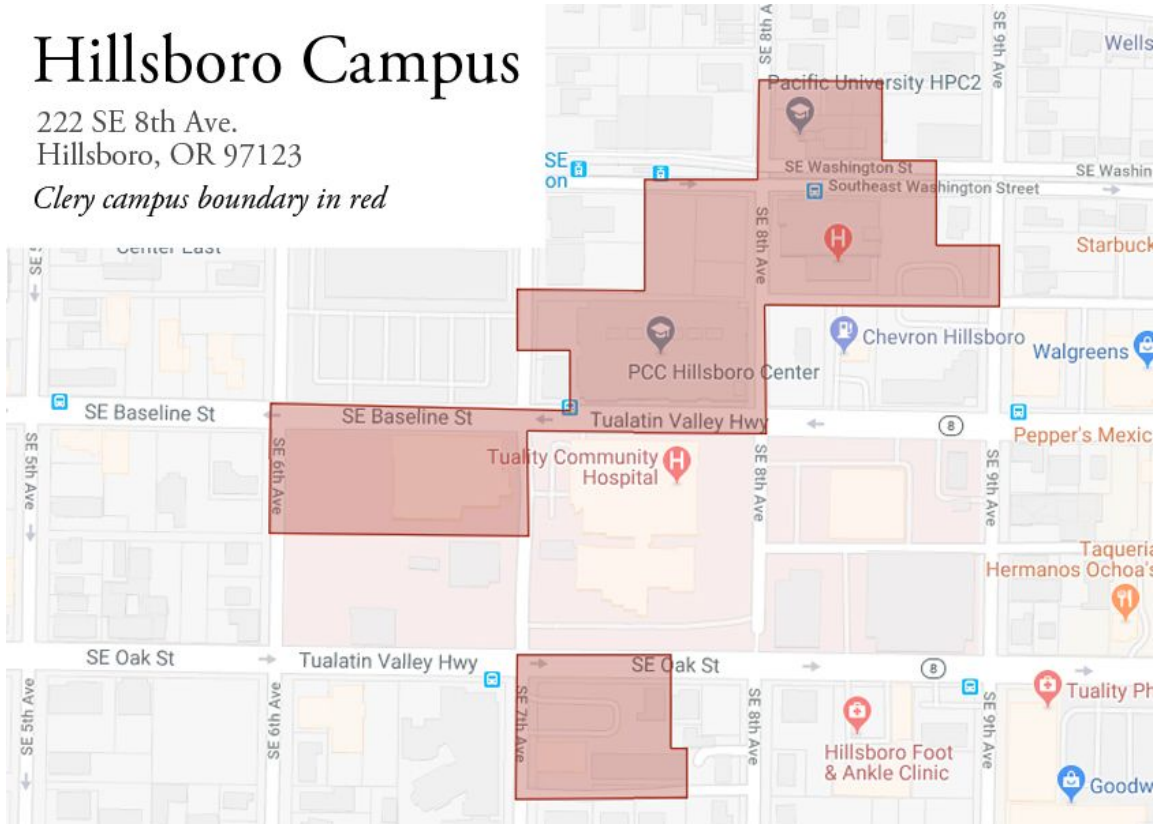 Hillsboro Campus
222 SE 8th Ave.
Hillsboro, OR 97123
Clery campus boundary in red
SE 8th A
SE 9th Ave
Wells
Pacific University HPC2
SE
on
SE Washington St
SE Washin
Southeast Washington Street
SE 8th Ave
H
Starbuck
Center East
Chevron Hillsboro
Walgreens
PCC Hillsboro Center
SE Baseline St
SE Baseline St
Tualatin Valley Hwy
8
Pepper's Mexic
SE 5th Ave
SE 6th Ave
Tuality Community
Hospital
H
SE 8th Ave
SE 9th Ave
Taqueria
Hermanos Ochoa's
SE Oak St
Tualatin Valley Hwy
SE Oak St
8
SE 5th Ave
SE 6th Ave
SE 7th Ave
SE 8th Ave
SE 9th Ave
Tuality Ph
Hillsboro Foot
& Ankle Clinic
Goodw